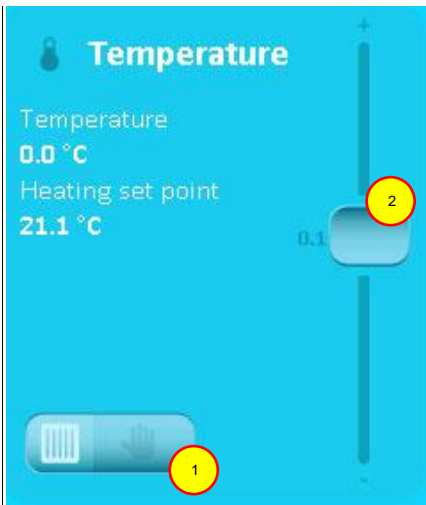 +
Temperature
Temperature
0.0 °C
Heating set point
21.1 °C
2
0.1
1
-